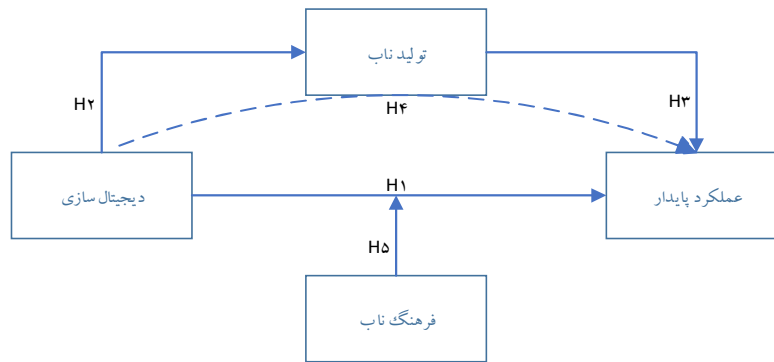 تولید ناب
H۲
H۳
H۴
دیجیتال سازی
H۱
عملکرد پایدار
H۵
فرهنگ ناب